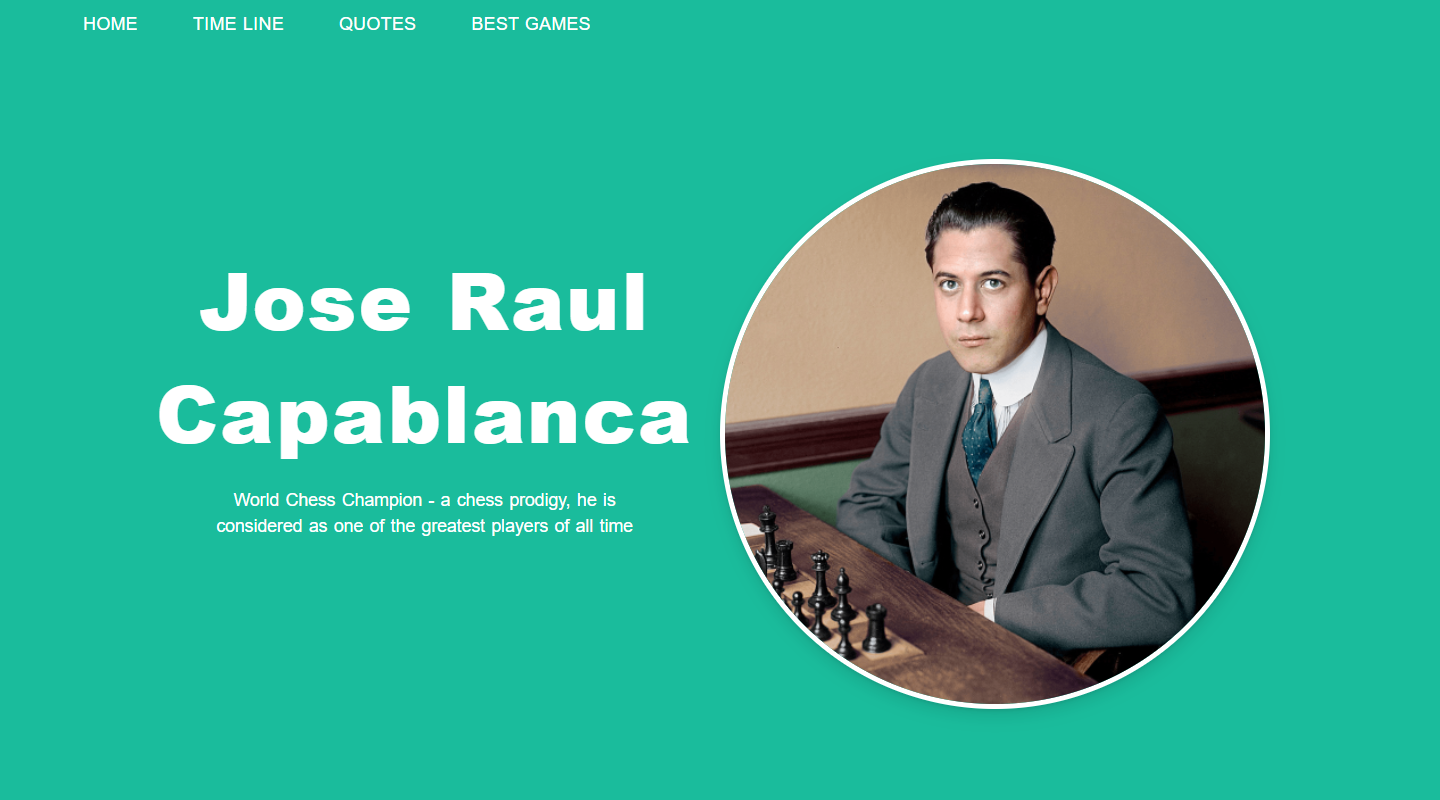 HOME TIME LINE QUOTES BEST GAMES
Jose Raul
Capablanca
World Chess Champion - a chess prodigy, he is
considered as one of the greatest players of all time